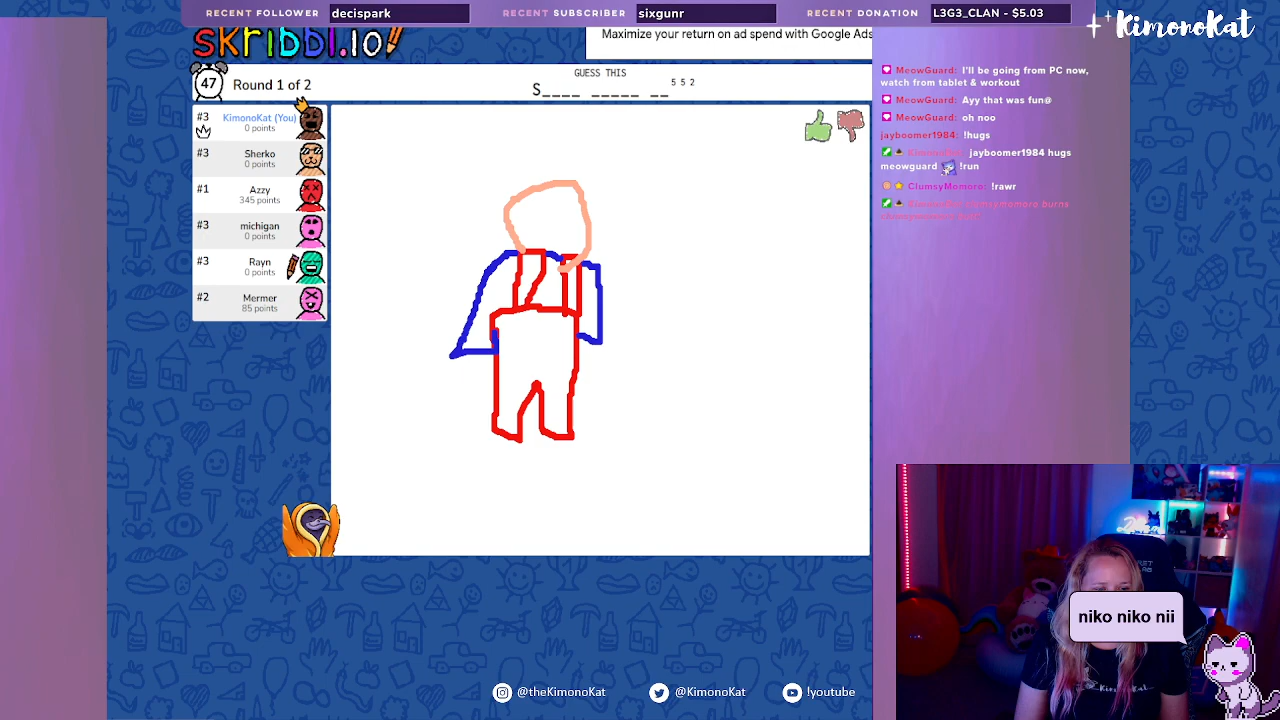 RECENT FOLLOWER decispark RECENT SUBSCRIBER sixgunr RECENT DONATION L3G3_CLAN - $5.03
KimonoKat
skribbl.io
Maximize your return on ad spend with Google Ads
47
Round 1 of 2
GUESS THIS
S____ _____ __ 5 5 2
#3 KimonoKat (You)
0 points
#3 Sherko
0 points
#1 Azzy
345 points
#3 michigan
0 points
#3 Rayn
0 points
#2 Mermer
85 points
MeowGuard: I'll be going from PC now,
watch from tablet & workout
MeowGuard: Ayy that was fun@
MeowGuard: oh noo
jayboomer1984: !hugs
jayboomer1984 hugs
meowguard !run
ClumsyMomoro: !rawr
clumsymomoro burns
niko niko nii
KimonoKat
@theKimonoKat
@KimonoKat
!youtube